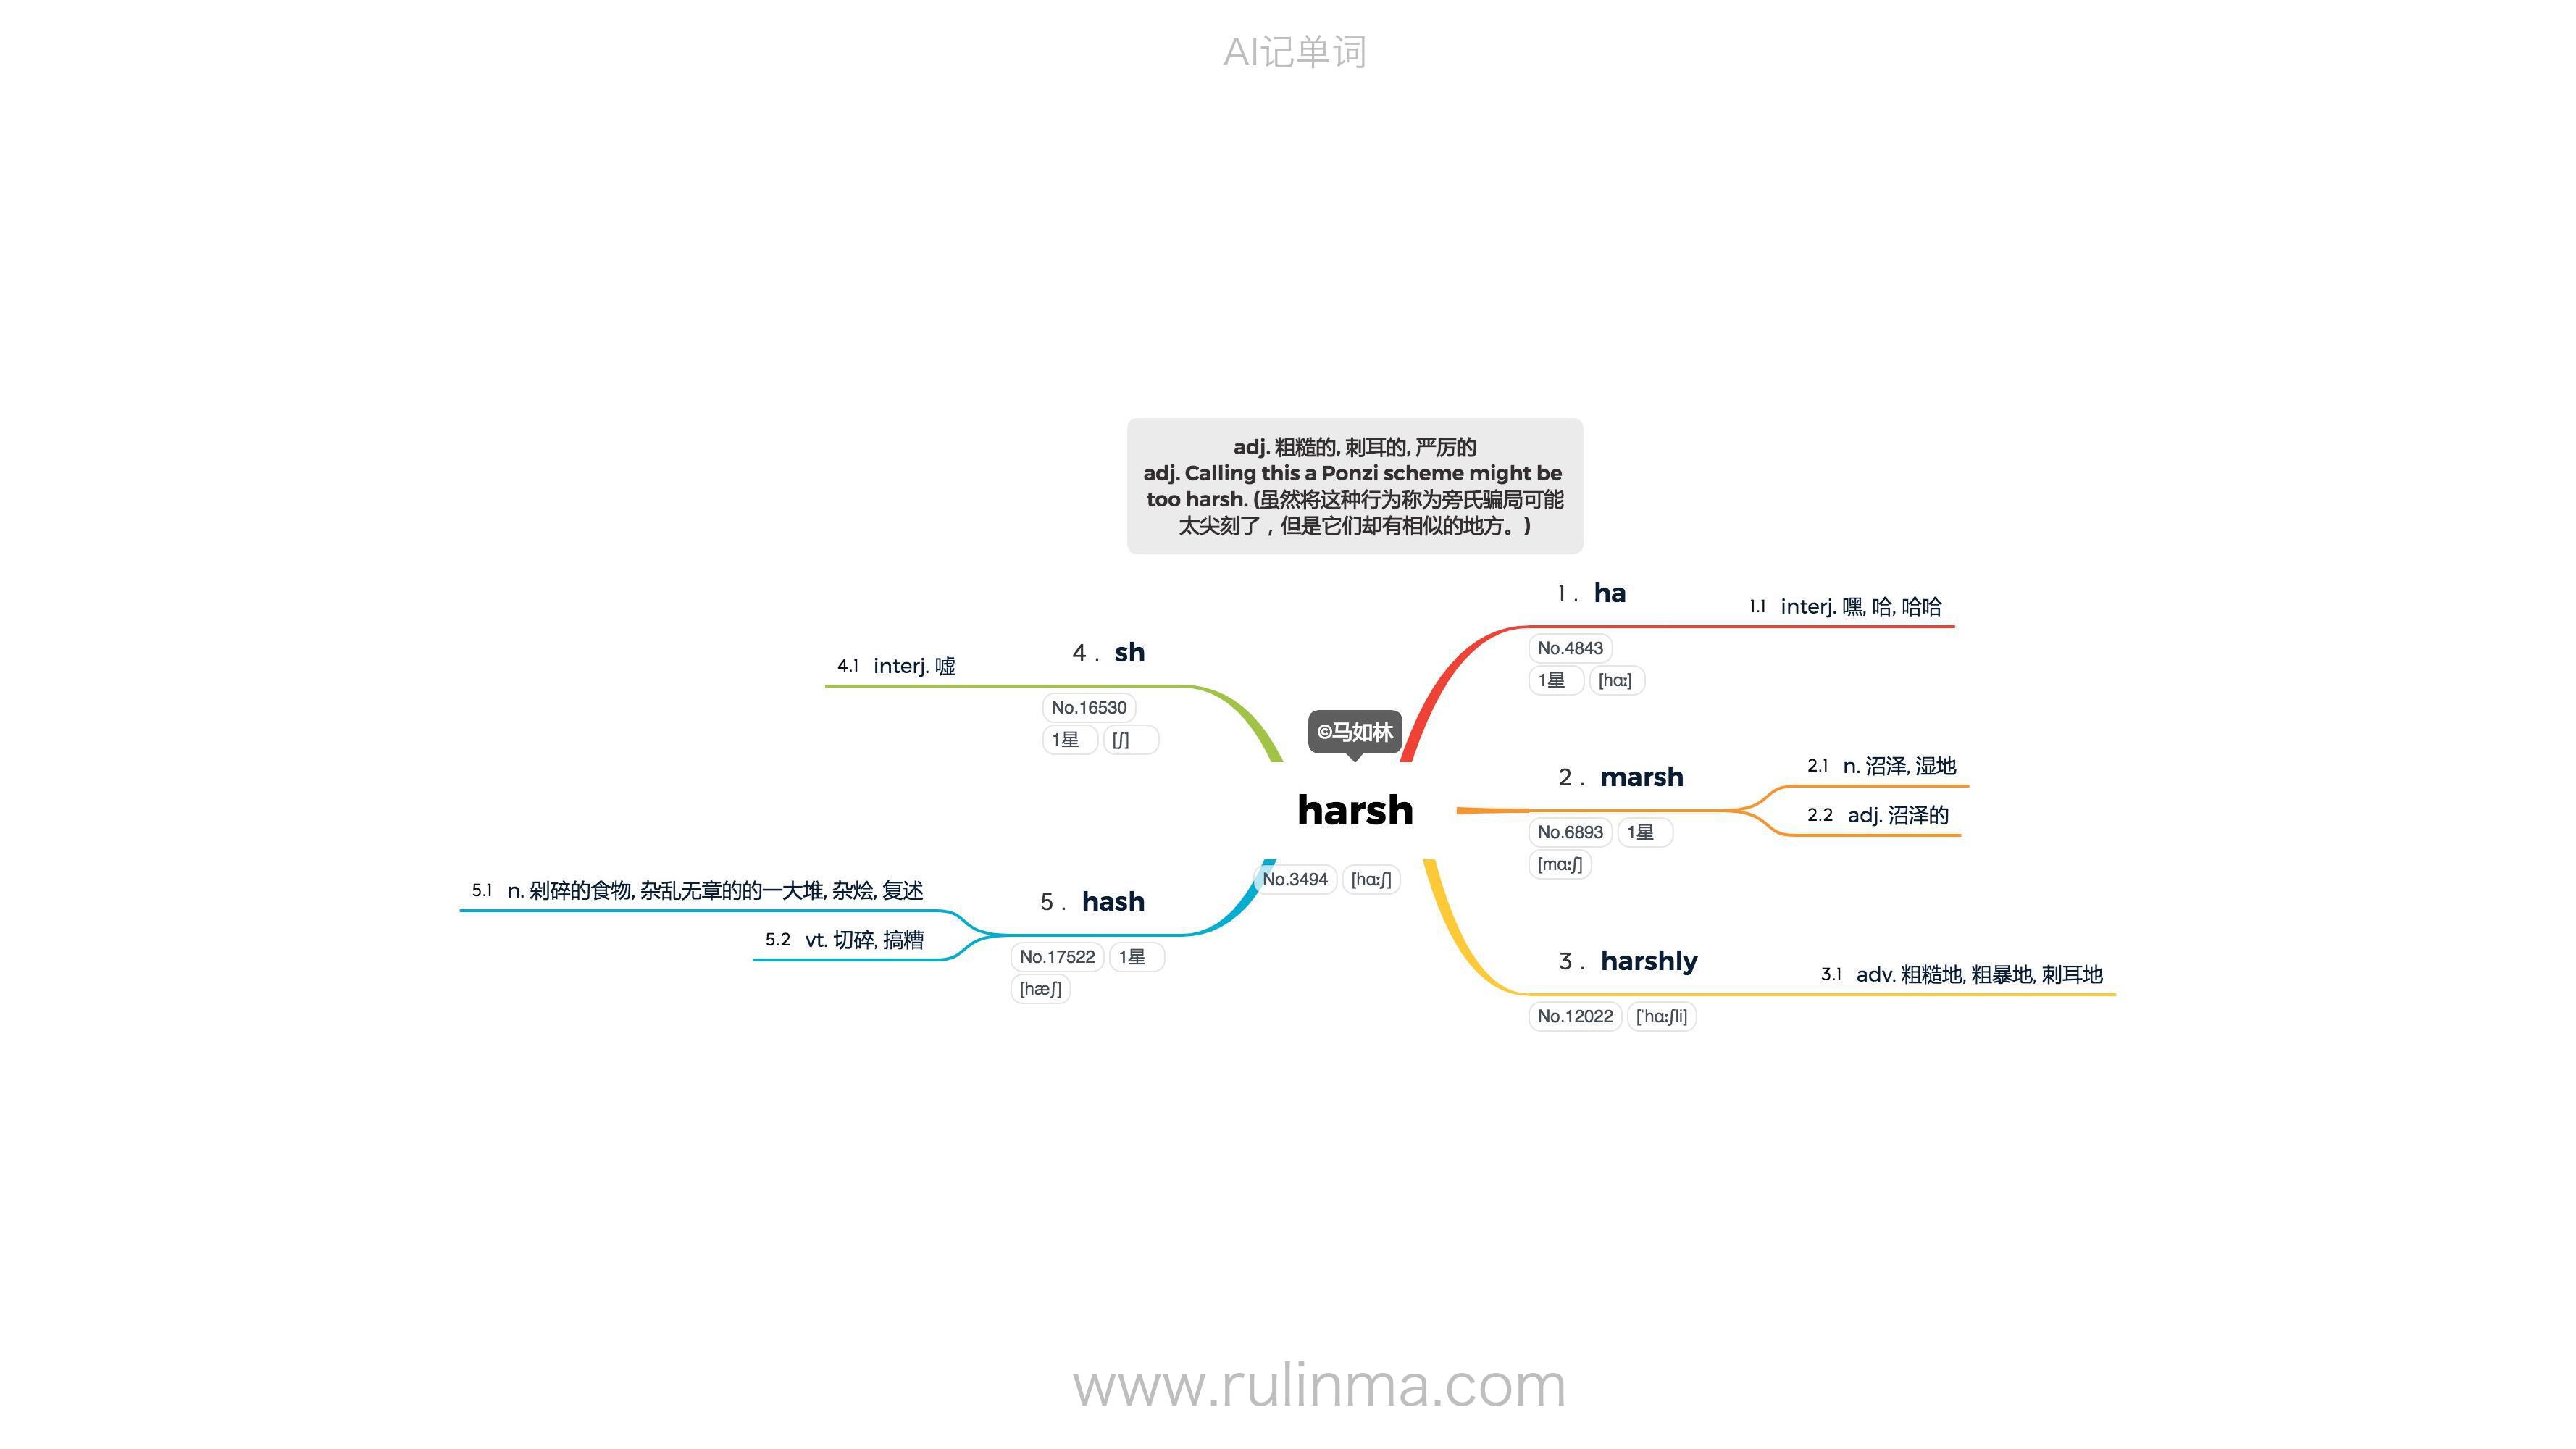 AI记单词
adj. 粗糙的, 刺耳的, 严厉的
adj. Calling this a Ponzi scheme might be
too harsh. (虽然将这种行为称为旁氏骗局可能
太尖刻了，但是它们却有相似的地方。)
©马如林
harsh
No.3494 [hɑːʃ]
1 . ha
No.4843
1星 [hɑː]
1.1 interj. 嘿, 哈, 哈哈
2 . marsh
No.6893 1星
[mɑːʃ]
2.1 n. 沼泽, 湿地
2.2 adj. 沼泽的
3 . harshly
No.12022 [ˈhɑːʃli]
3.1 adv. 粗糙地, 粗暴地, 刺耳地
4 . sh
No.16530
1星 [ʃ]
4.1 interj. 嘘
5 . hash
No.17522 1星
[hæʃ]
5.1 n. 剁碎的食物, 杂乱无章的的一大堆, 杂烩, 复述
5.2 vt. 切碎, 搞糟
www.rulinma.com